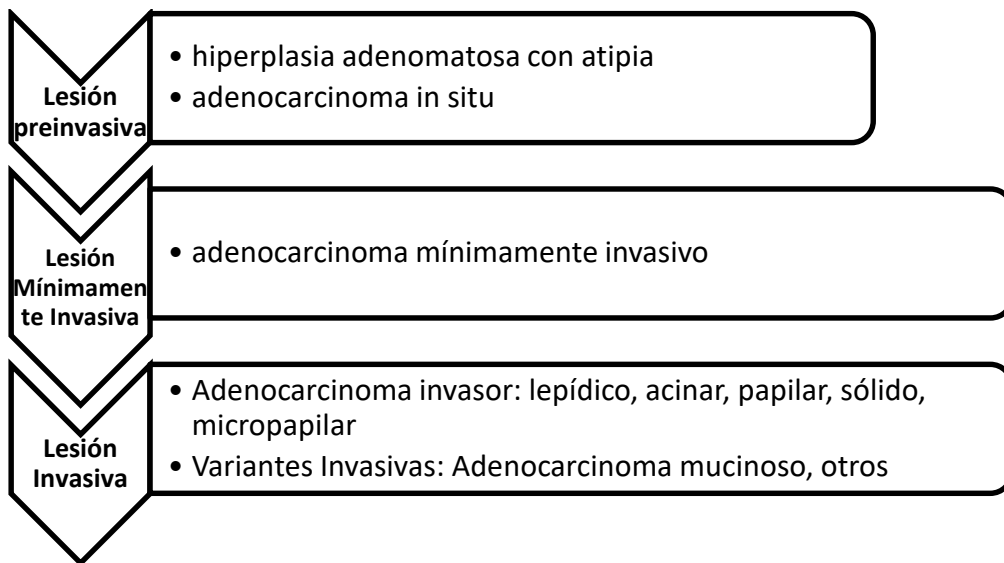 Lesión
preinvasiva
• hiperplasia adenomatosa con atipia
• adenocarcinoma in situ
Lesión
Mínimamen
te Invasiva
• adenocarcinoma mínimamente invasivo
Lesión
Invasiva
• Adenocarcinoma invasor: lepídico, acinar, papilar, sólido,
micropapilar
• Variantes Invasivas: Adenocarcinoma mucinoso, otros